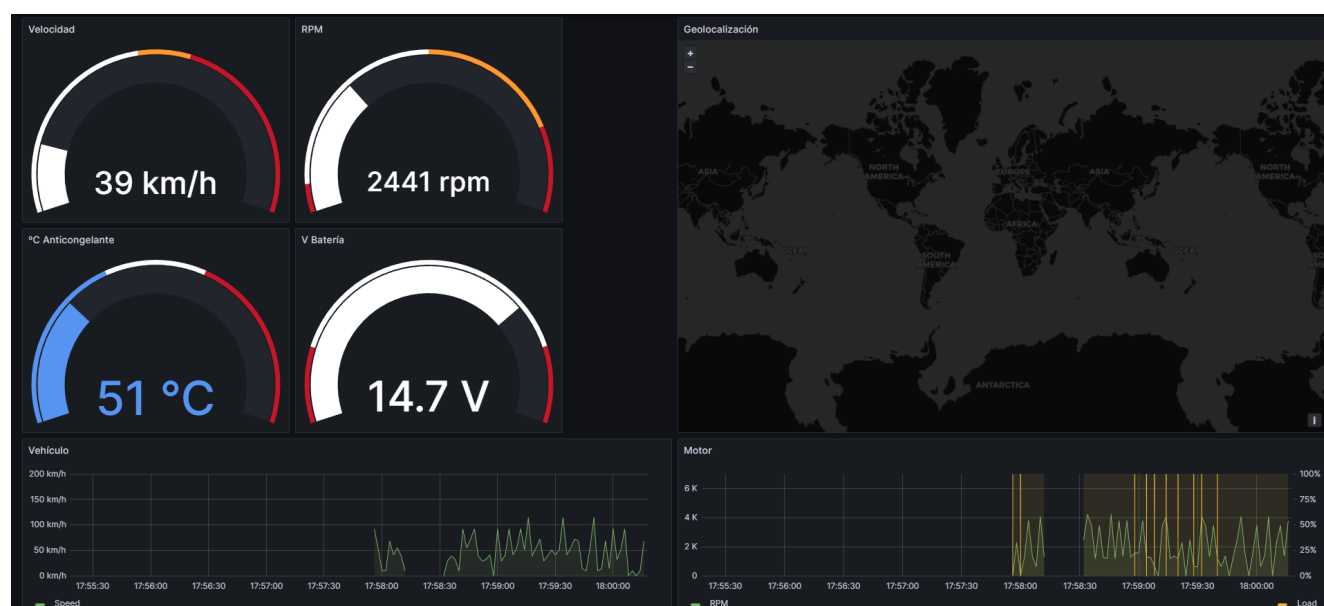 Velocidad
39 km/h
RPM
2441 rpm
Geolocalización
+
−
ASIA
NORTH
AMERICA
EUROPE
AFRICA
SOUTH
AMERICA
ASIA
NORTH
AMERICA
ANTARCTICA
i
ºC Anticongelante
51 °C
V Batería
14.7 V
Vehículo
200 km/h
150 km/h
100 km/h
50 km/h
0 km/h
17:55:30 17:56:00 17:56:30 17:57:00 17:57:30 17:58:00 17:58:30 17:59:00 17:59:30 18:00:00
Speed
Motor
6 K
4 K
2 K
0
100%
75%
50%
25%
0%
17:55:30 17:56:00 17:56:30 17:57:00 17:57:30 17:58:00 17:58:30 17:59:00 17:59:30 18:00:00
RPM
Load